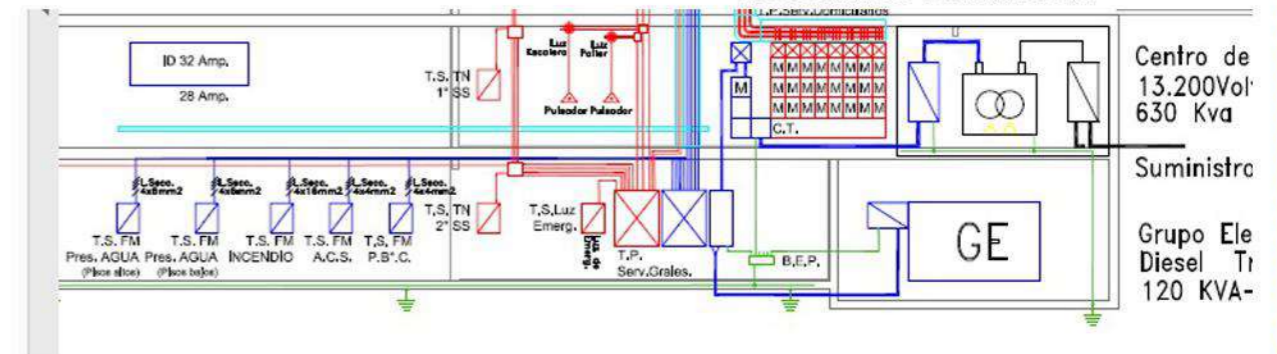 T.P.Serv.Domiciliarios
ID 32 Amp.
28 Amp.
T.S. TN
1° SS
Luz
Escalera
Luz
Palier
Pulsador Pulsador
M
M M M M M M M M
M M M M M M M M
M M M M M M M M
C.T.
Centro de
13.200Vol
630 Kva
Suministro
L.Secc.
4x6mm2
L.Secc.
4x6mm2
L.Secc.
4x16mm2
L.Secc.
4x4mm2
L.Secc.
4x4mm2
T.S. FM
Pres. AGUA
(Pisos altos)
T.S. FM
Pres. AGUA
(Pisos bajos)
T.S. FM
INCENDIO
T.S. FM
A.C.S.
T.S. FM
P.B°.C.
T.S. TN
2° SS
T.S.Luz
Emerg.
Luz de
Emerg.
T.P.
Serv.Grales.
B.E.P.
GE
Grupo Ele
Diesel Tr
120 KVA-